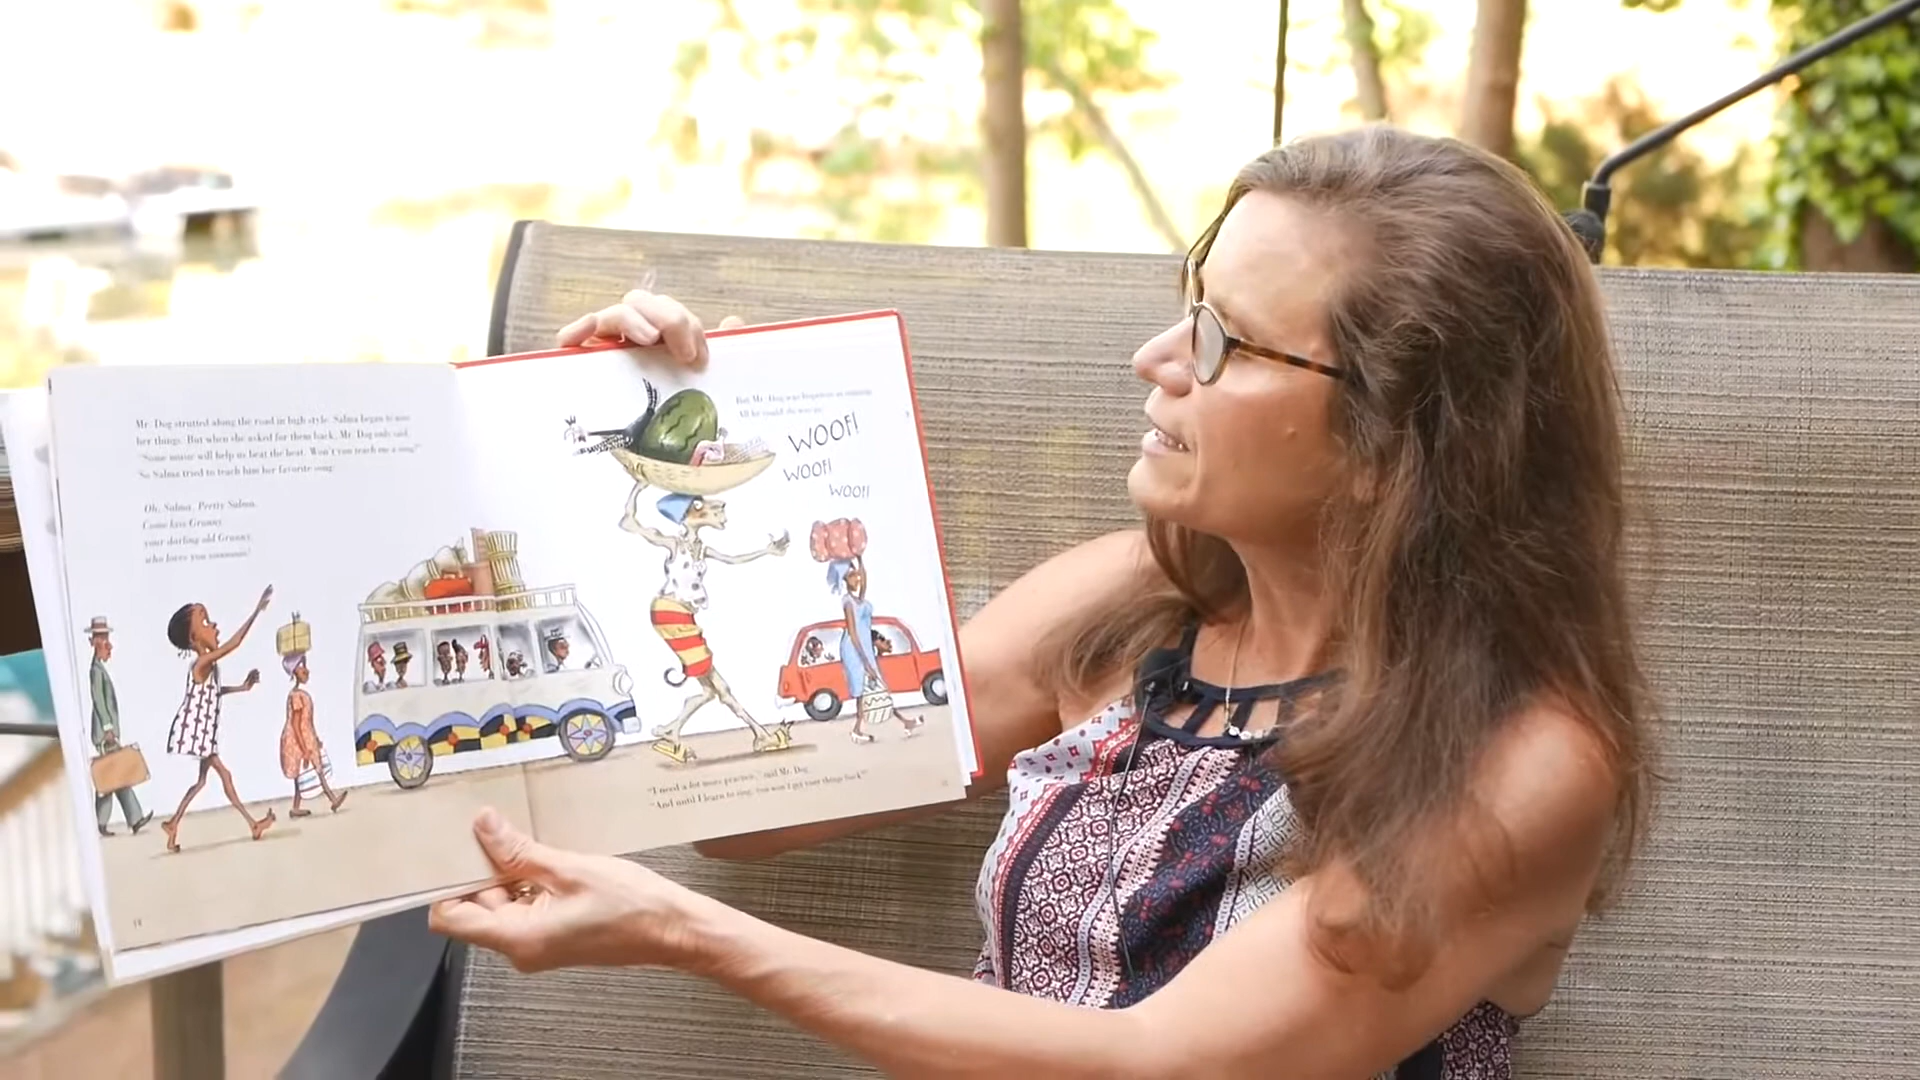 Mr. Dog strutted along the road in high style. Salma began to miss
her things. But when she asked for them back, Mr. Dog only said,
"Some music will help us beat the heat. Won't you teach me a song?"
So Salma tried to teach him her favorite song:
Oh, Salma, Pretty Salma,
Come kiss Granny,
your darling old Granny,
who loves you
14
But Mr. Dog was hopeless at singing.
All he could do was go,
WOOF!
WOOF!
WOOF!
"I need a lot more practice," said Mr. Dog.
"And until I learn to sing, you won't get your things back!"